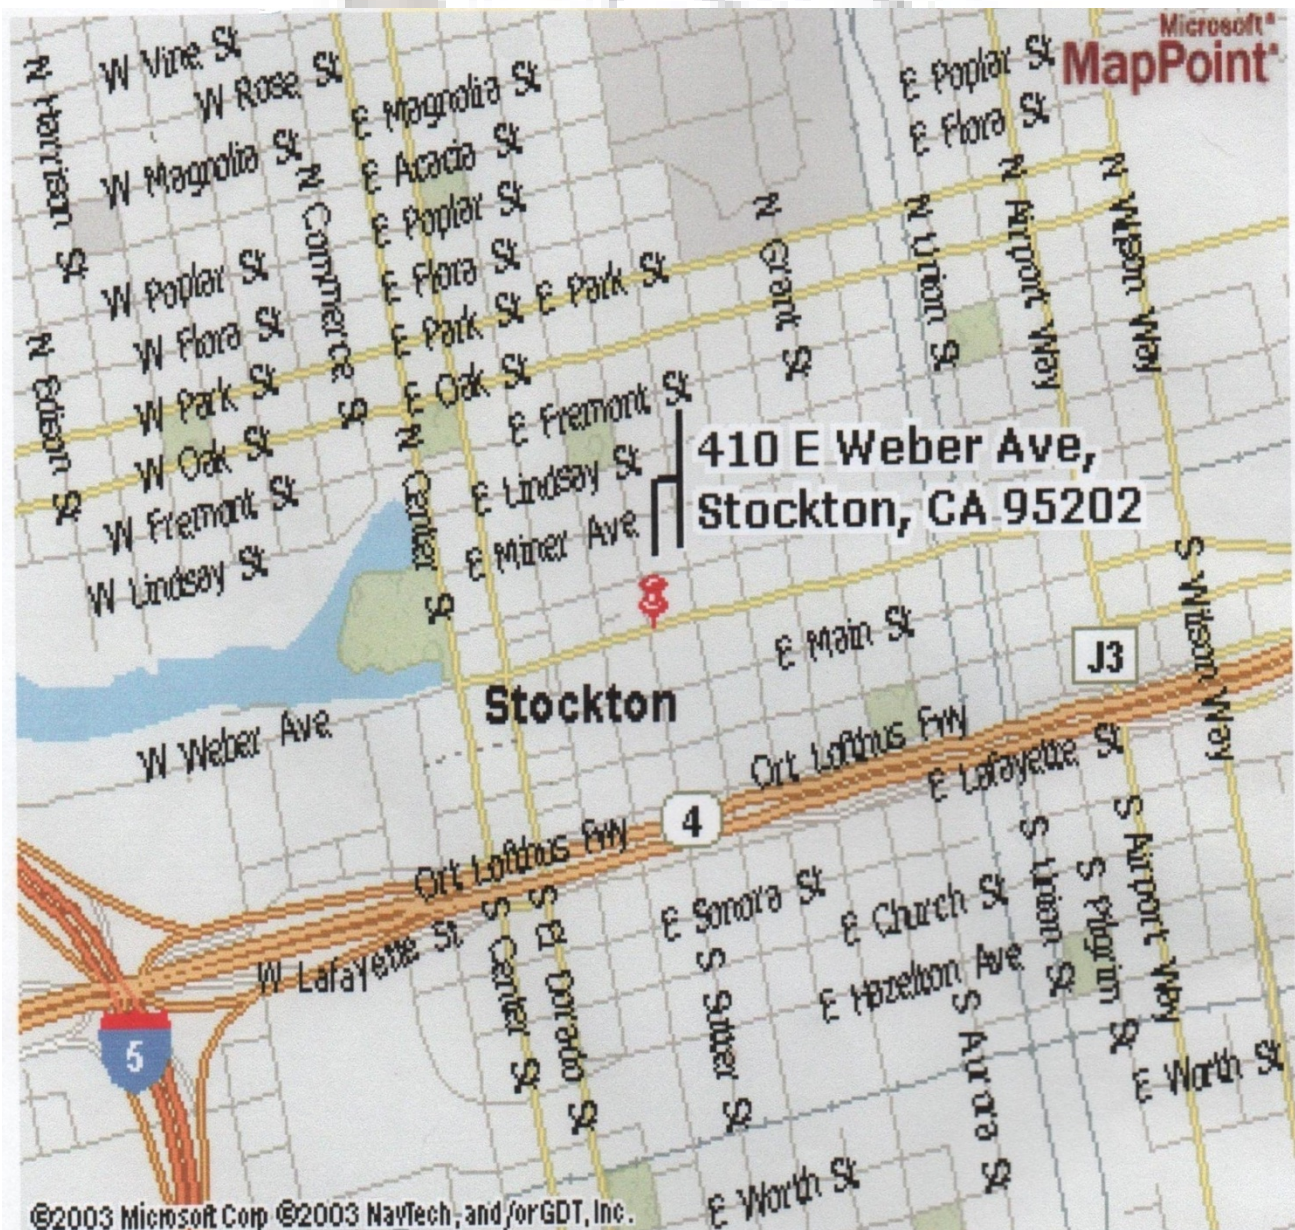 Microsoft®
MapPoint®
N Harrison St
W Vine St
W Rose St
W Magnolia St
N Commerce St
E Magnolia St
E Acacia St
E Poplar St
E Flora St
E Park St
E Park St
E Oak St
E Poplar St
E Flora St
N Grant St
N Union St
N Airport Way
N Wilson Way
W Poplar St
W Flora St
W Park St
W Oak St
W Fremont St
W Lindsay St
N Edison St
N Center St
E Fremont St
E Lindsay St
E Miner Ave
410 E Weber Ave,
Stockton, CA 95202
E Main St
J3
S Wilson Way
Stockton
W Weber Ave
Ort Lofthus Fwy
E Lafayette St
4
Ort Lofthus Fwy
W Lafayette St
S Center St
S El Dorado St
E Sonora St
E Church St
E Hazelton Ave
S Sutter St
S Union St
S Pilgrim St
S Airport Way
S Aurora St
E Worth St
5
E Worth St
©2003 Microsoft Corp ©2003 NavTech, and/or GDT, Inc.